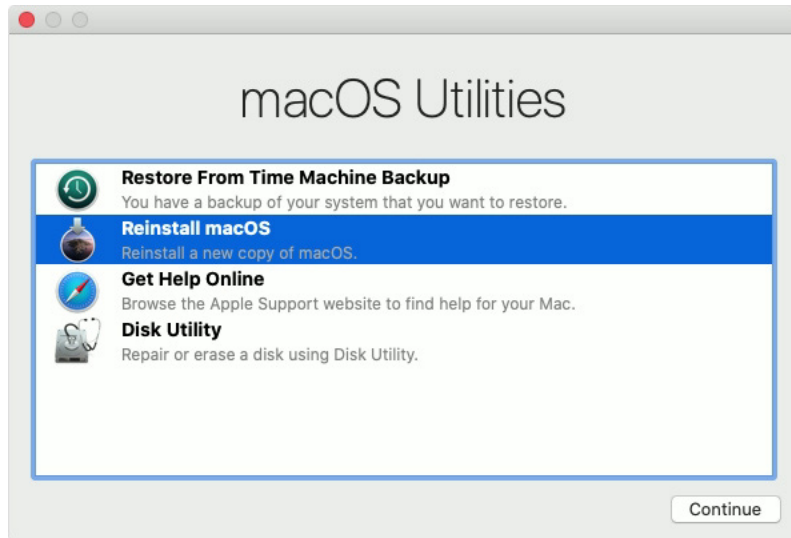 macOS Utilities
Restore From Time Machine Backup
You have a backup of your system that you want to restore.
Reinstall macOS
Reinstall a new copy of macOS.
Get Help Online
Browse the Apple Support website to find help for your Mac.
Disk Utility
Repair or erase a disk using Disk Utility.
Continue